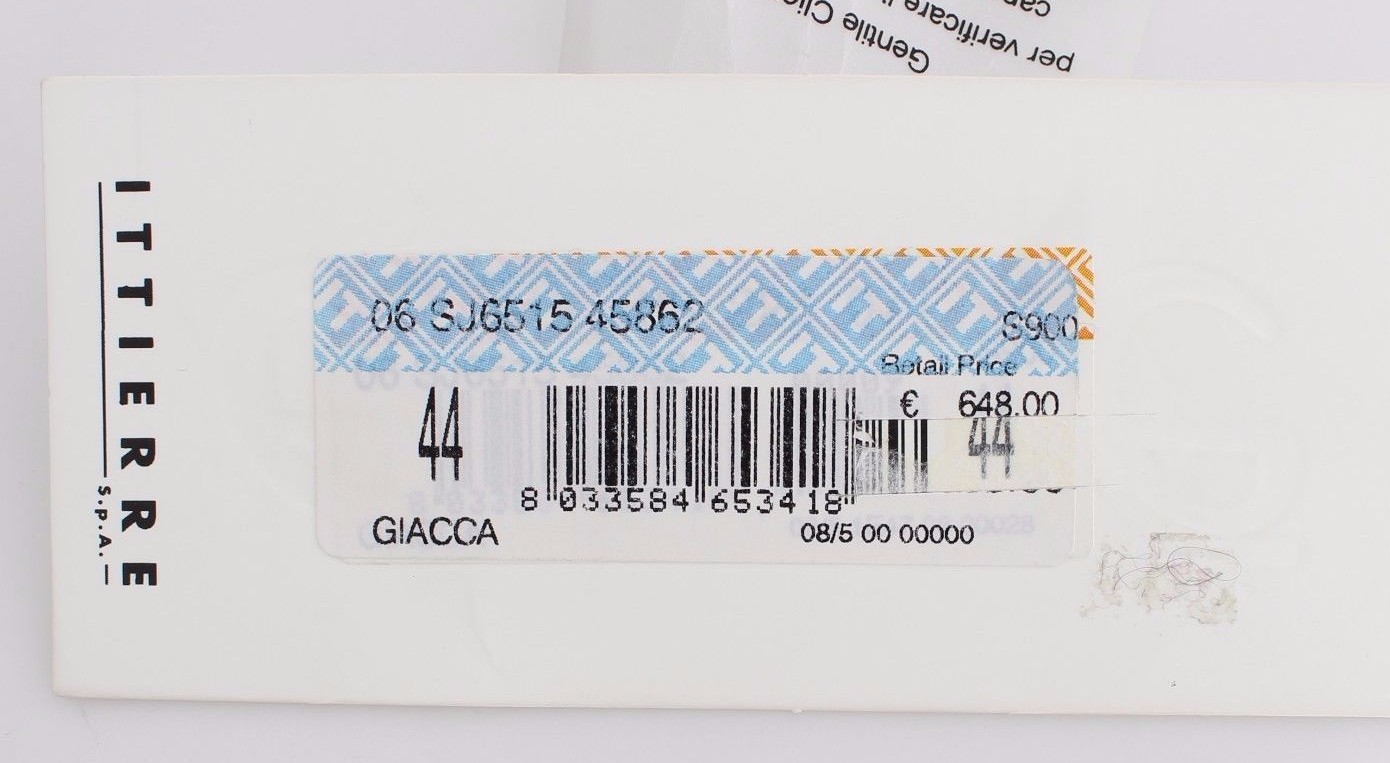 Gentile
per verificare
ITTIERRE
S.p.A.
06 SJ6515 45862
S900
Retail Price
€ 648.00
44
44
8 033584 653418
GIACCA
08/5 00 00000